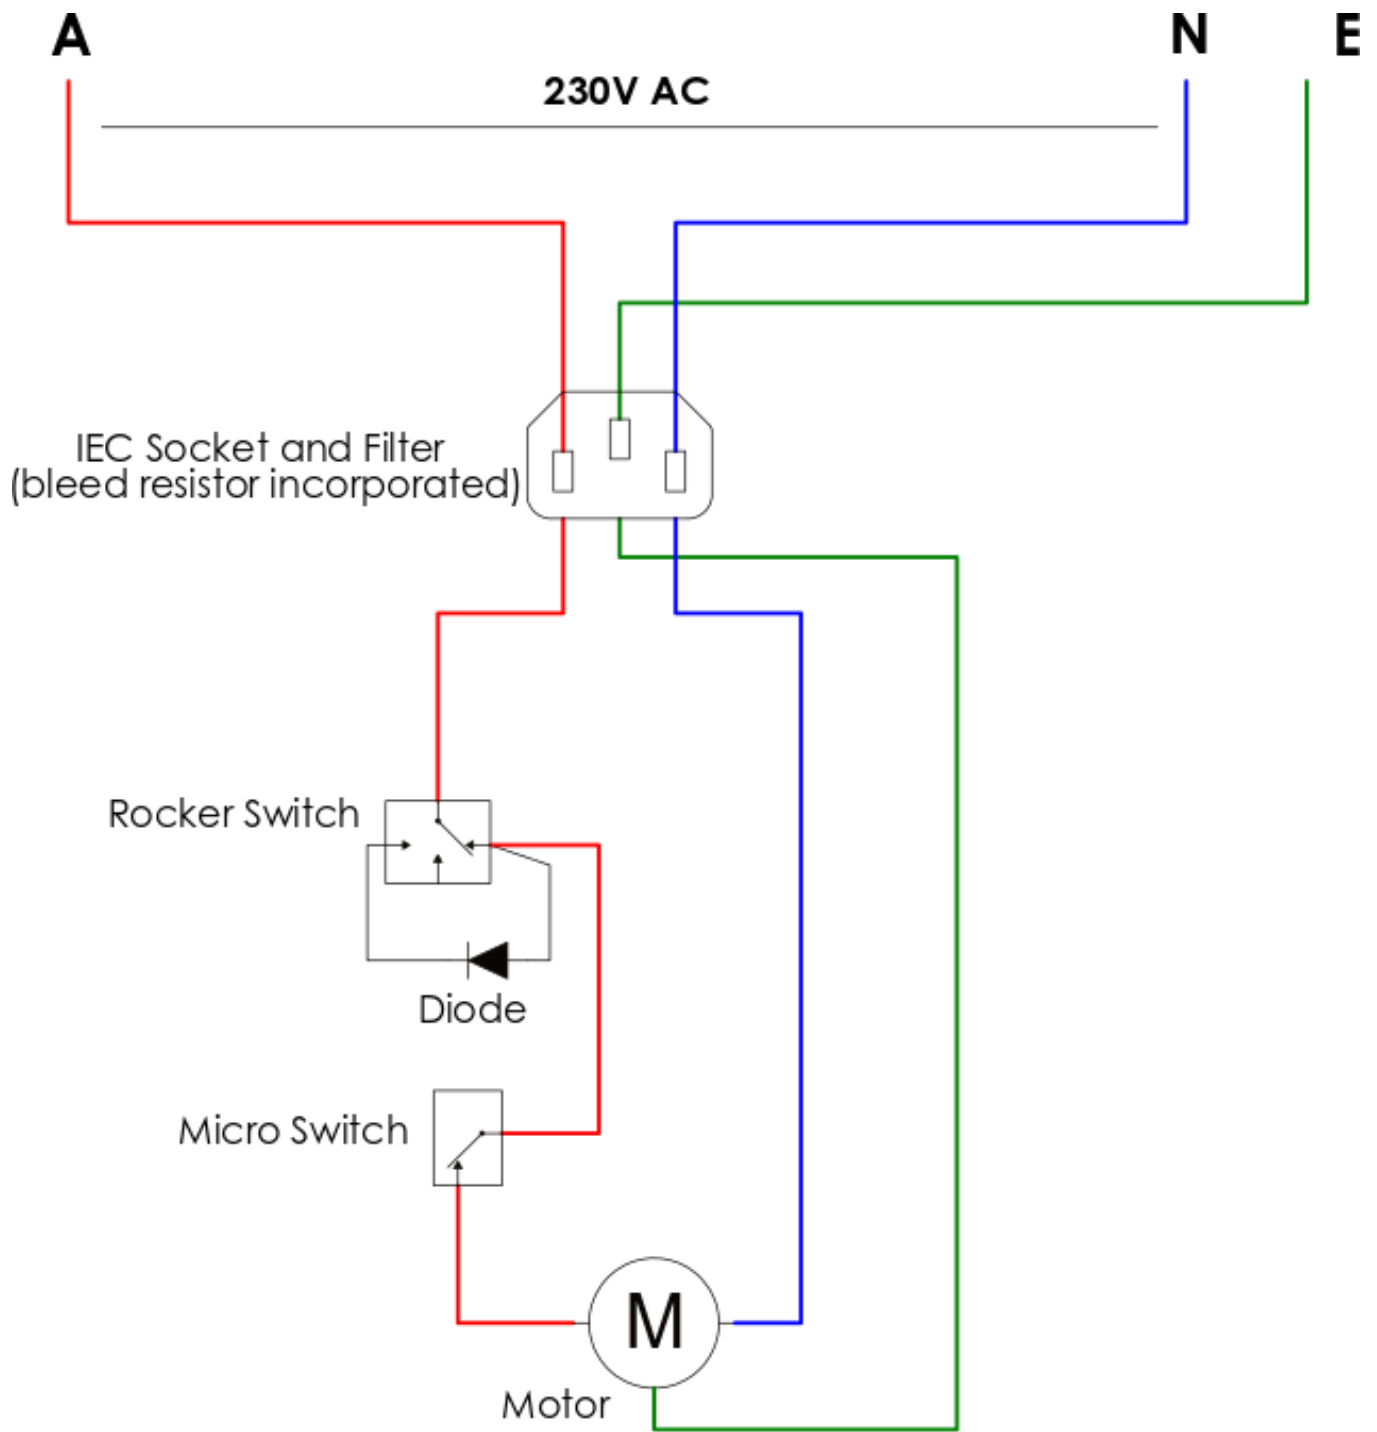 A
N
E
230V AC
IEC Socket and Filter
(bleed resistor incorporated)
Rocker Switch
Diode
Micro Switch
M
Motor